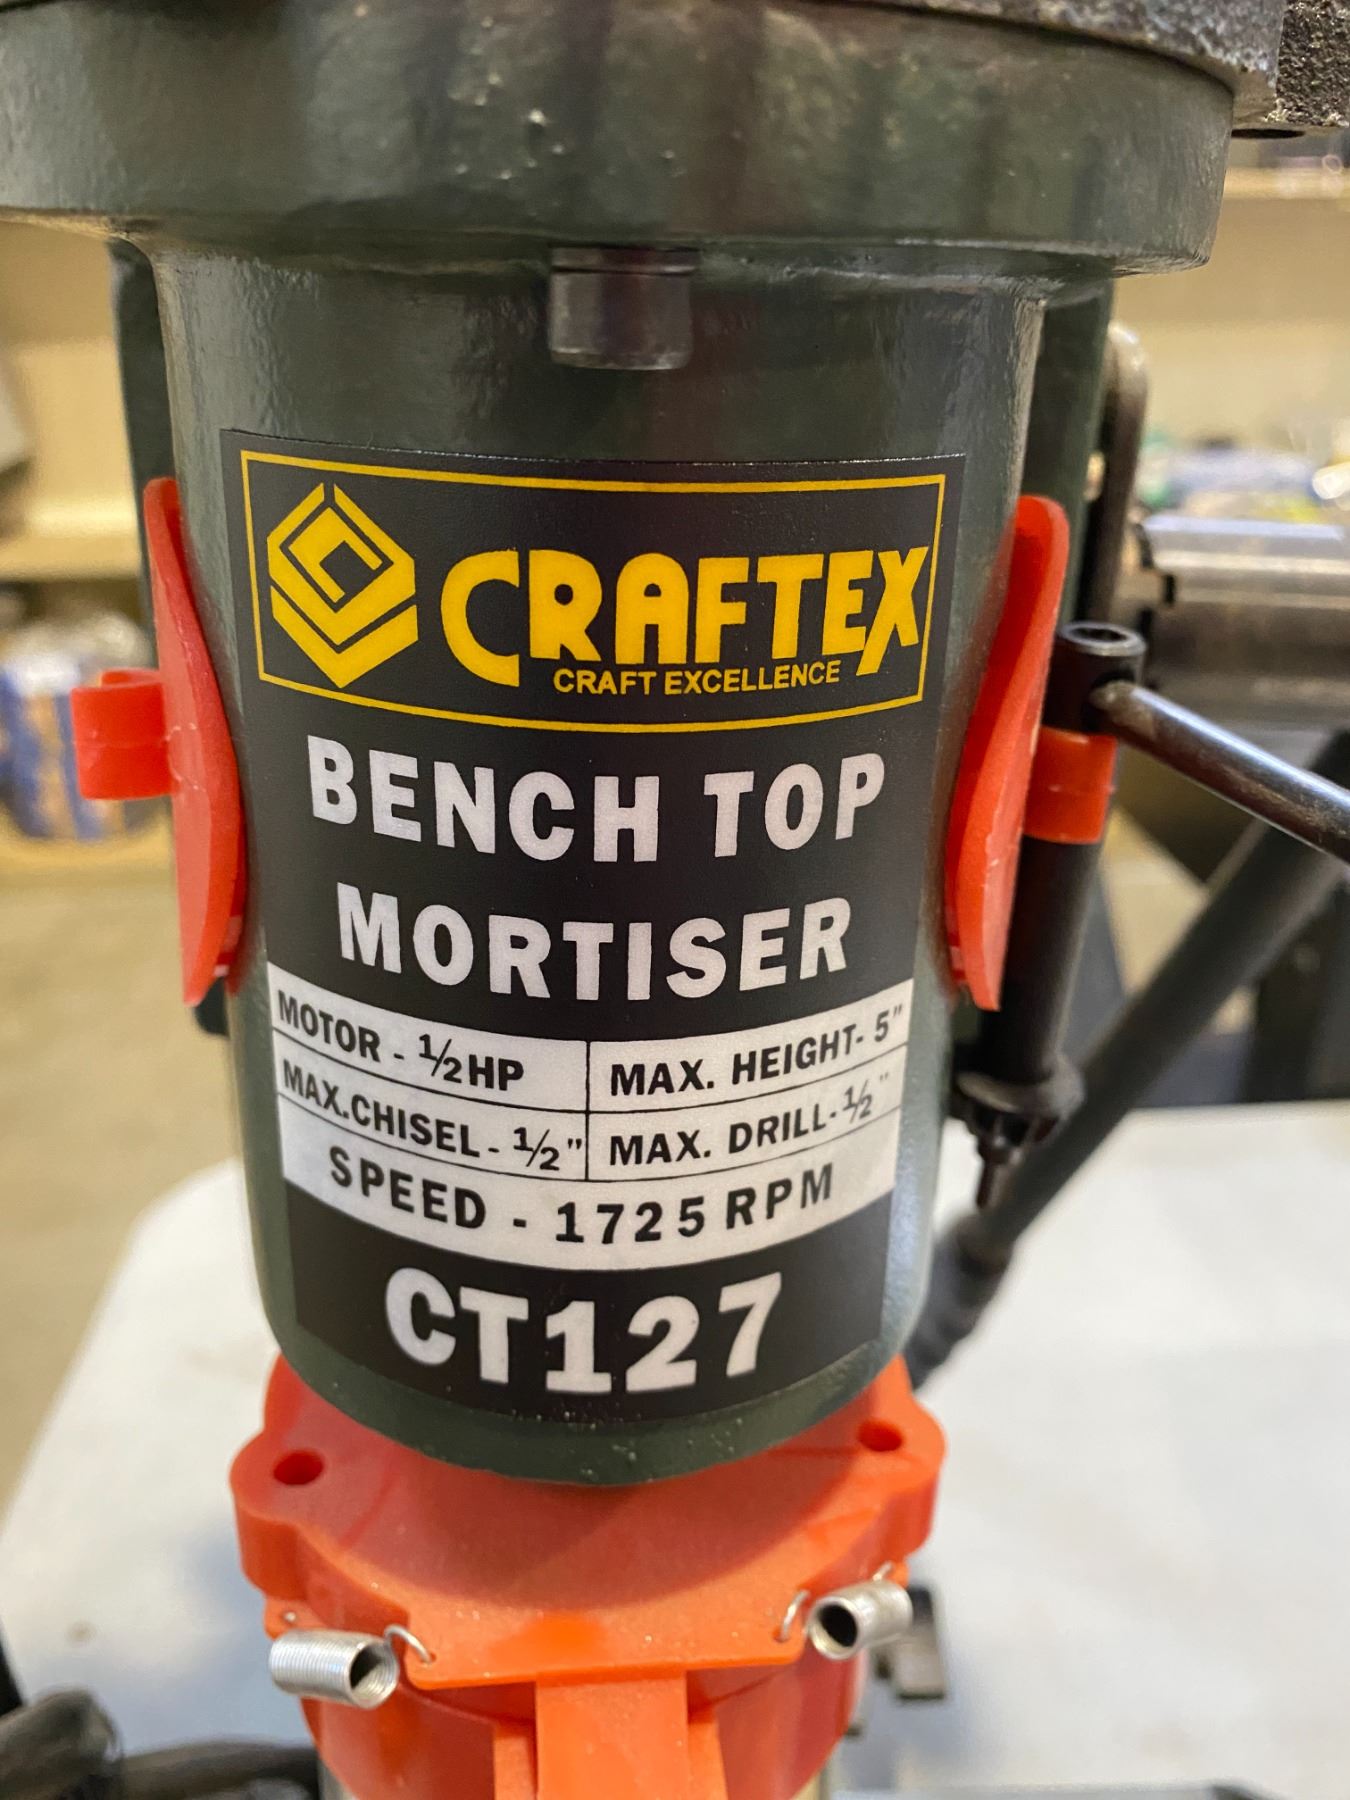 CRAFTEX
CRAFT EXCELLENCE
BENCH TOP
MORTISER
MOTOR - ½HP
MAX. HEIGHT- 5"
MAX.CHISEL- ½"
MAX. DRILL-½"
SPEED - 1725 RPM
CT127